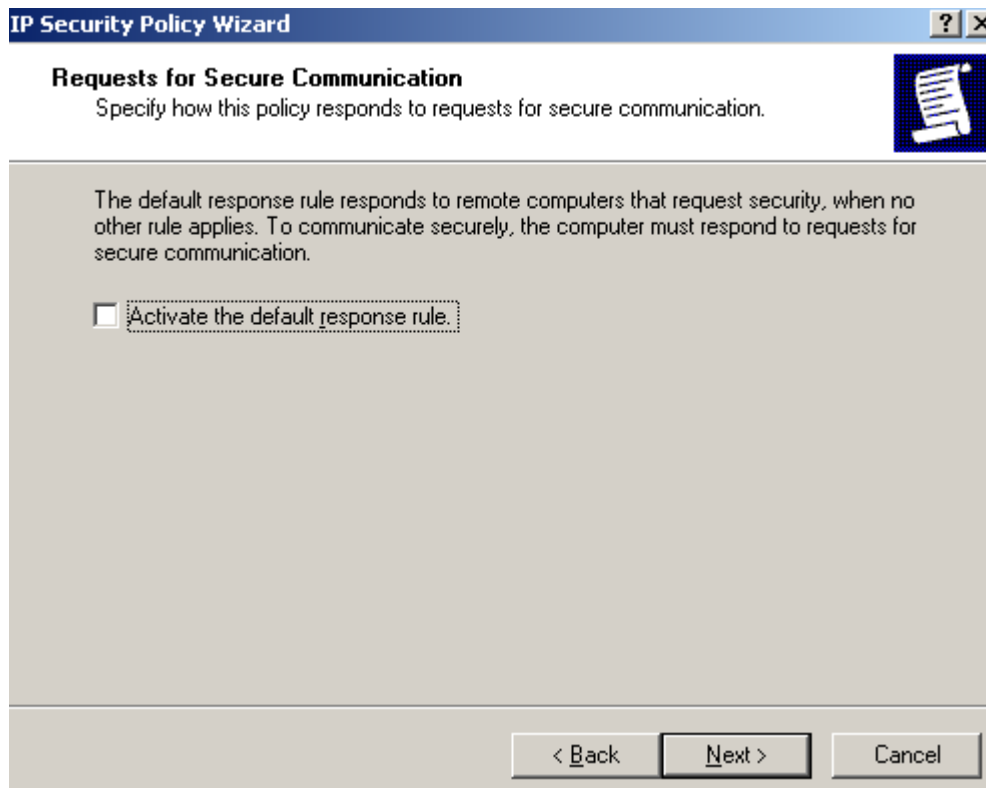 IP Security Policy Wizard
Requests for Secure Communication
Specify how this policy responds to requests for secure communication.
The default response rule responds to remote computers that request security, when no
other rule applies. To communicate securely, the computer must respond to requests for
secure communication.
Activate the default response rule.
< Back Next > Cancel